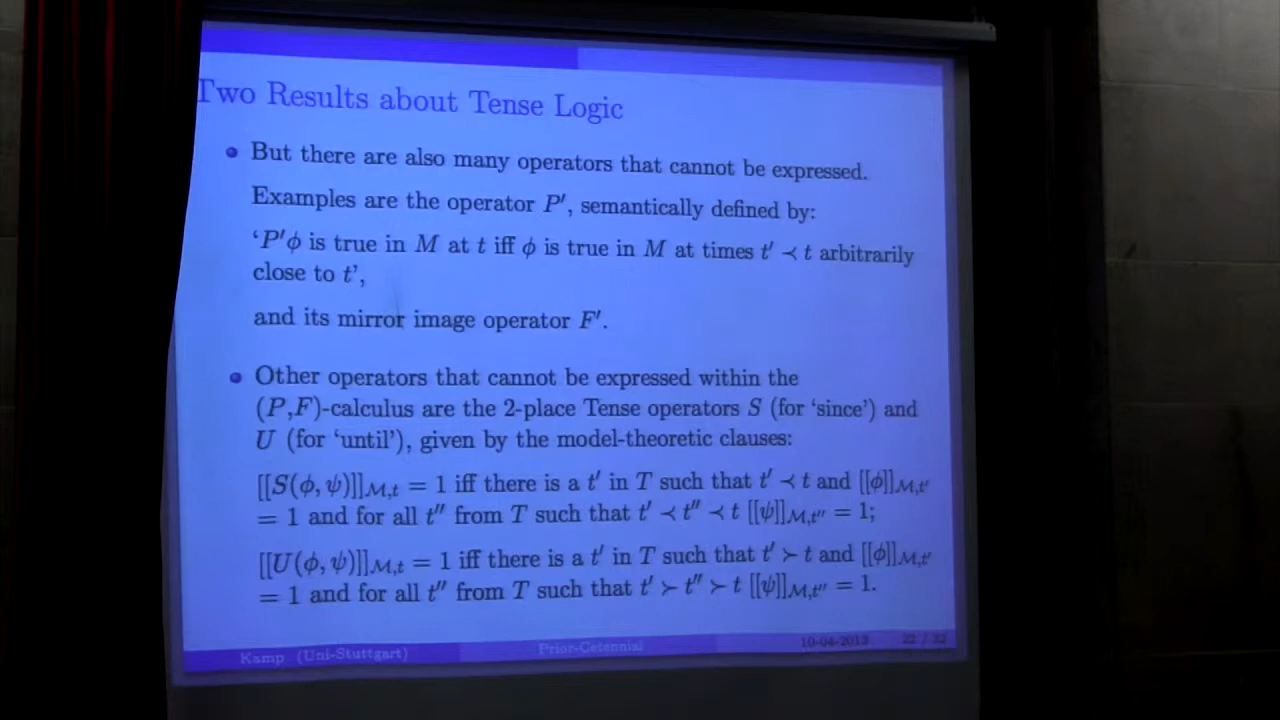 Two Results about Tense Logic
But there are also many operators that cannot be expressed.
Examples are the operator P′, semantically defined by:
‘P′ϕ is true in M at t iff ϕ is true in M at times t′ ≺ t arbitrarily
close to t’,
and its mirror image operator F′.
Other operators that cannot be expressed within the
(P,F)-calculus are the 2-place Tense operators S (for ‘since’) and
U (for ‘until’), given by the model-theoretic clauses:
[[S(ϕ, ψ)]]ℳ,t = 1 iff there is a t′ in T such that t′ ≺ t and [[ϕ]]ℳ,t′
= 1 and for all t″ from T such that t′ ≺ t″ ≺ t [[ψ]]ℳ,t″ = 1;
[[U(ϕ, ψ)]]ℳ,t = 1 iff there is a t′ in T such that t′ ≻ t and [[ϕ]]ℳ,t′
= 1 and for all t″ from T such that t′ ≻ t″ ≻ t [[ψ]]ℳ,t″ = 1.
Kamp (Uni-Stuttgart) Prior-Cetennial 22 / 32